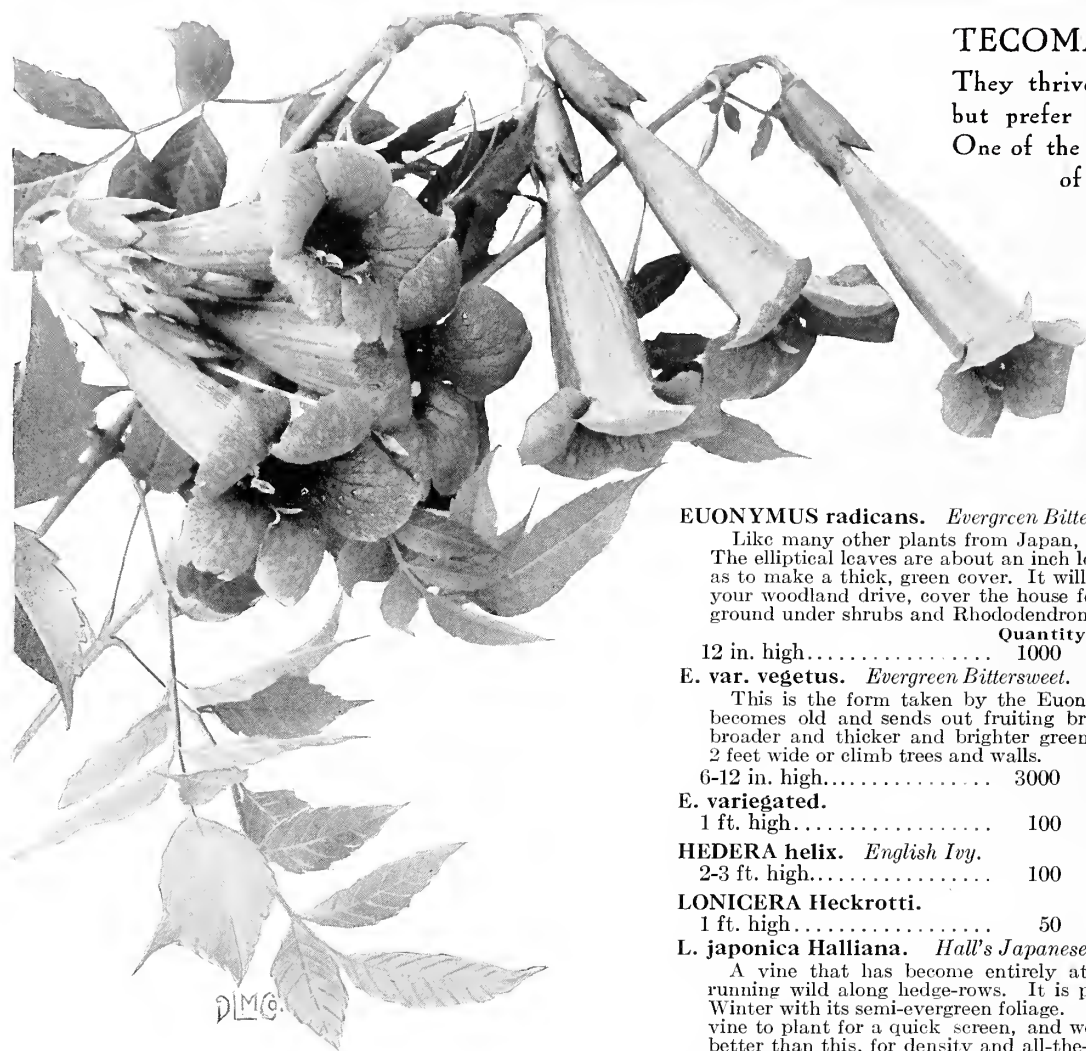 TECOMA
They thrive
but prefer
One of the
of
EUONYMUS radicans. Evergreen Bitte
Like many other plants from Japan,
The elliptical leaves are about an inch lo
as to make a thick, green cover. It will
your woodland drive, cover the house fo
ground under shrubs and Rhododendron
Quantity
12 in. high................. 1000
E. var. vegetus. Evergreen Bittersweet.
This is the form taken by the Euon
becomes old and sends out fruiting br
broader and thicker and brighter green
2 feet wide or climb trees and walls.
6-12 in. high................ 3000
E. variegated.
1 ft. high................... 100
HEDERA helix. English Ivy.
2-3 ft. high................. 100
LONICERA Heckrotti.
1 ft. high................... 50
L. japonica Halliana. Hall's Japanese
A vine that has become entirely at
running wild along hedge-rows. It is p
Winter with its semi-evergreen foliage.
vine to plant for a quick screen, and we
better than this, for density and all-the-
DLMCo.